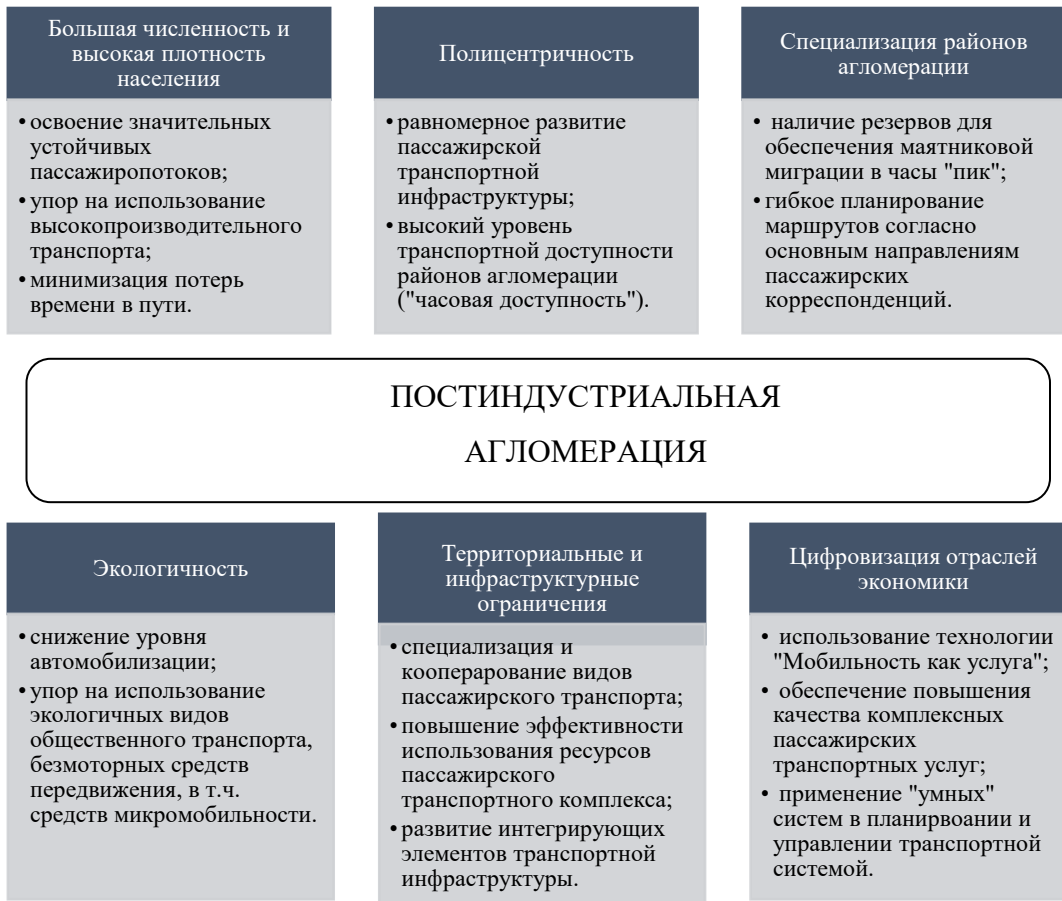 Большая численность и
высокая плотность
населения
• освоение значительных
устойчивых
пассажиропотоков;
• упор на использование
высокопроизводительного
транспорта;
• минимизация потерь
времени в пути.
Полицентричность
• равномерное развитие
пассажирской
транспортной
инфраструктуры;
• высокий уровень
транспортной доступности
районов агломерации
("часовая доступность").
Специализация районов
агломерации
• наличие резервов для
обеспечения маятниковой
миграции в часы "пик";
• гибкое планирование
маршрутов согласно
основным направлениям
пассажирских
корреспонденций.
ПОСТИНДУСТРИАЛЬНАЯ
АГЛОМЕРАЦИЯ
Экологичность
• снижение уровня
автомобилизации;
• упор на использование
экологичных видов
общественного транспорта,
безмоторных средств
передвижения, в т.ч.
средств микромобильности.
Территориальные и
инфраструктурные
ограничения
• специализация и
кооперарование видов
пассажирского транспорта;
• повышение эффективности
использования ресурсов
пассажирского
транспортного комплекса;
• развитие интегрирующих
элементов транспортной
инфраструктуры.
Цифровизация отраслей
экономики
• использование технологии
"Мобильность как услуга";
• обеспечение повышения
качества комплексных
пассажирских
транспортных услуг;
• применение "умных"
систем в планирвоании и
управлении транспортной
системой.